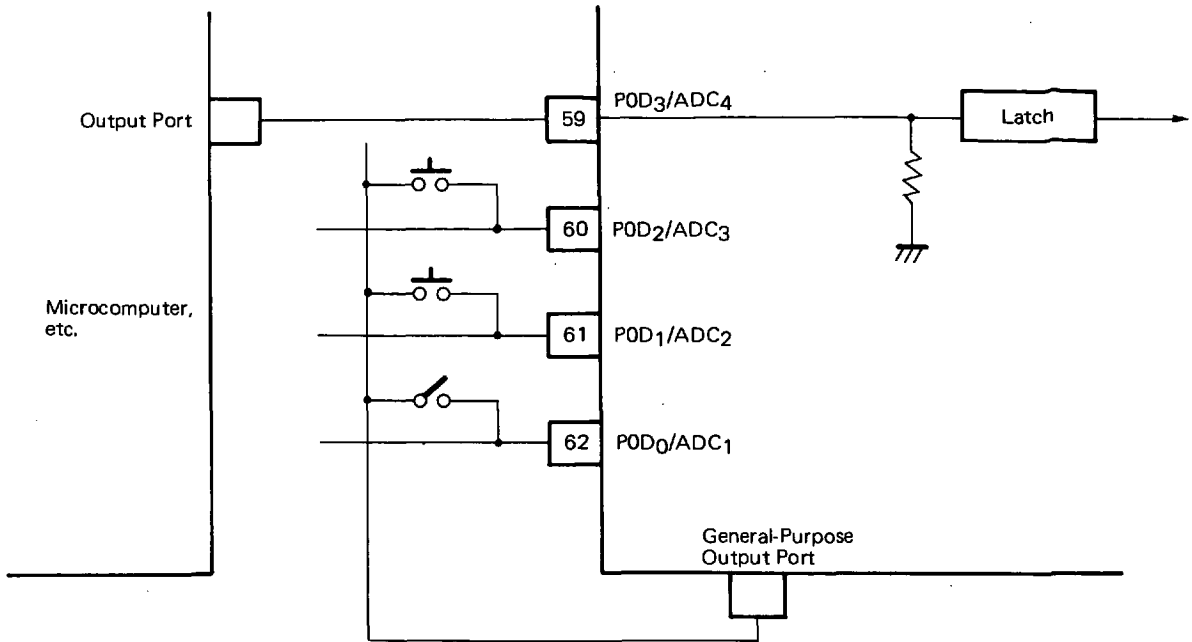 P0D3/ADC4
Output Port
59
Latch
60
P0D2/ADC3
Microcomputer,
etc.
61
P0D1/ADC2
62
P0D0/ADC1
General-Purpose
Output Port